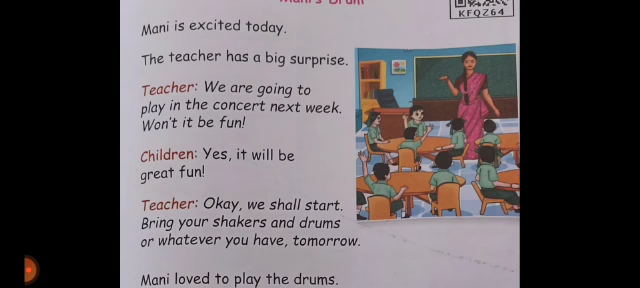 Mani's Drum
KFQZ64
Mani is excited today.
The teacher has a big surprise.
Teacher: We are going to
play in the concert next week.
Won't it be fun!
Children: Yes, it will be
great fun!
Teacher: Okay, we shall start.
Bring your shakers and drums
or whatever you have, tomorrow.
Mani loved to play the drums.